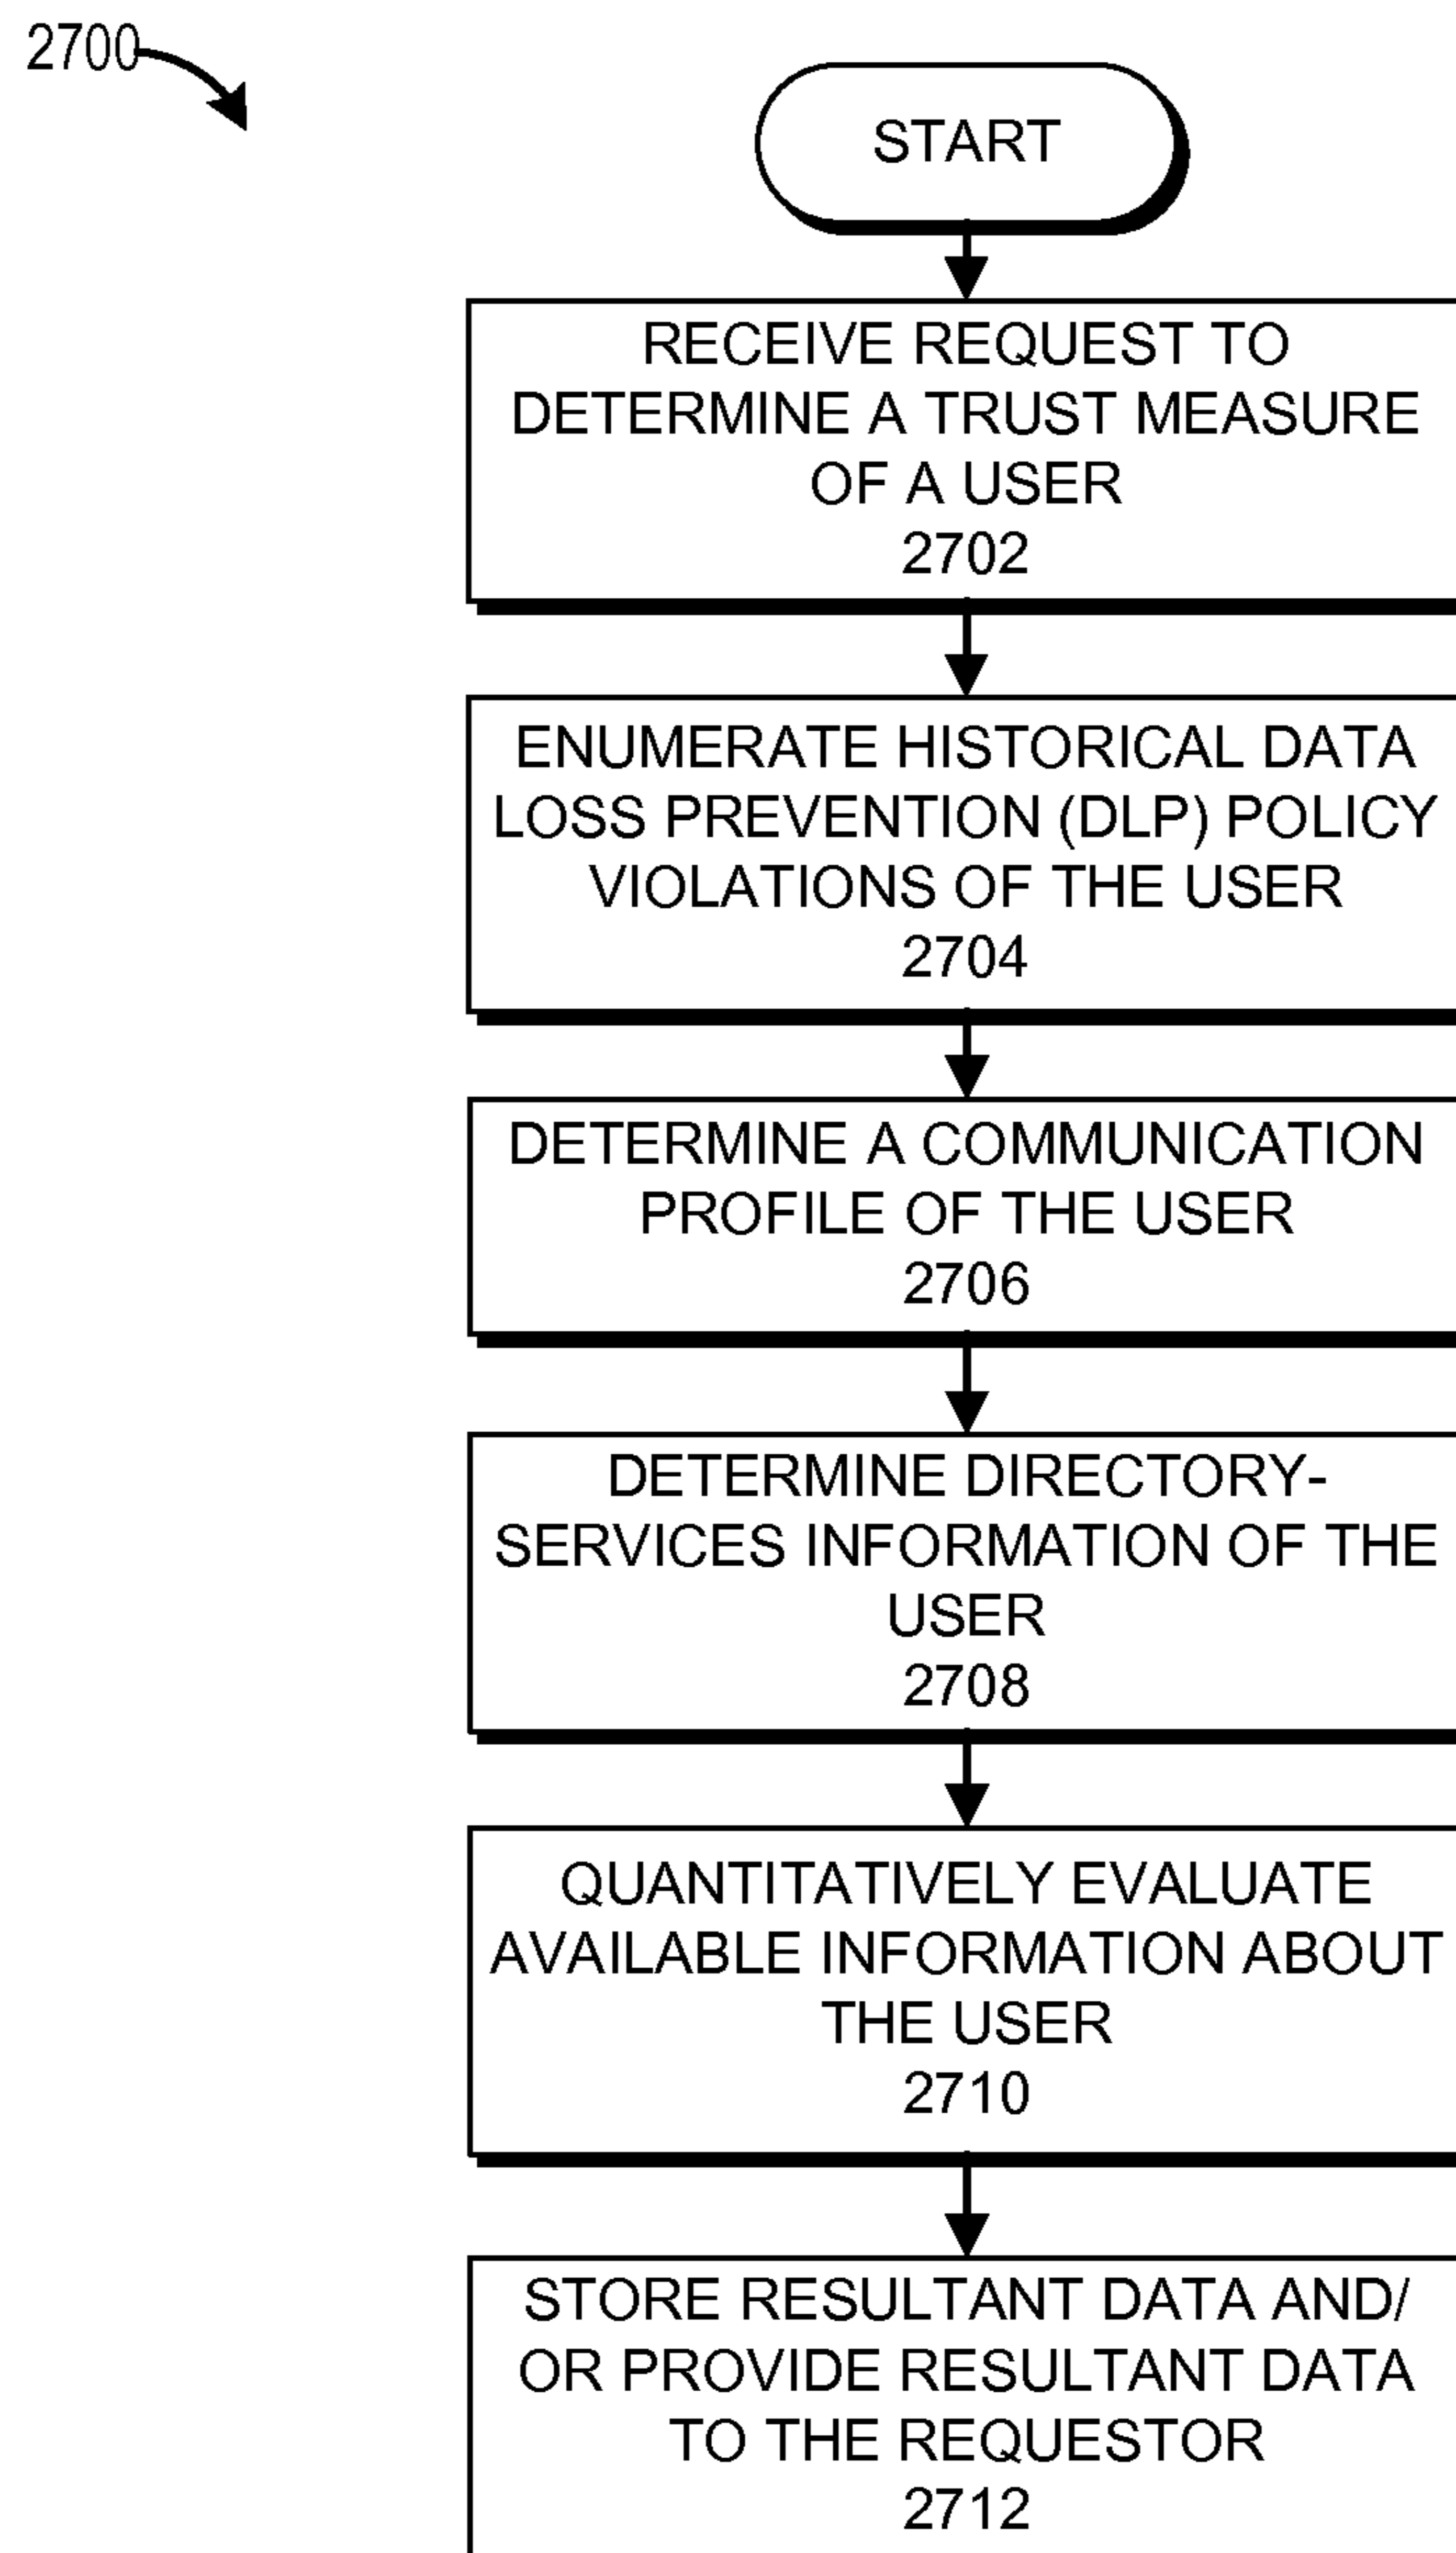 2700
START
RECEIVE REQUEST TO
DETERMINE A TRUST MEASURE
OF A USER
2702
ENUMERATE HISTORICAL DATA
LOSS PREVENTION (DLP) POLICY
VIOLATIONS OF THE USER
2704
DETERMINE A COMMUNICATION
PROFILE OF THE USER
2706
DETERMINE DIRECTORY-
SERVICES INFORMATION OF THE
USER
2708
QUANTITATIVELY EVALUATE
AVAILABLE INFORMATION ABOUT
THE USER
2710
STORE RESULTANT DATA AND/
OR PROVIDE RESULTANT DATA
TO THE REQUESTOR
2712